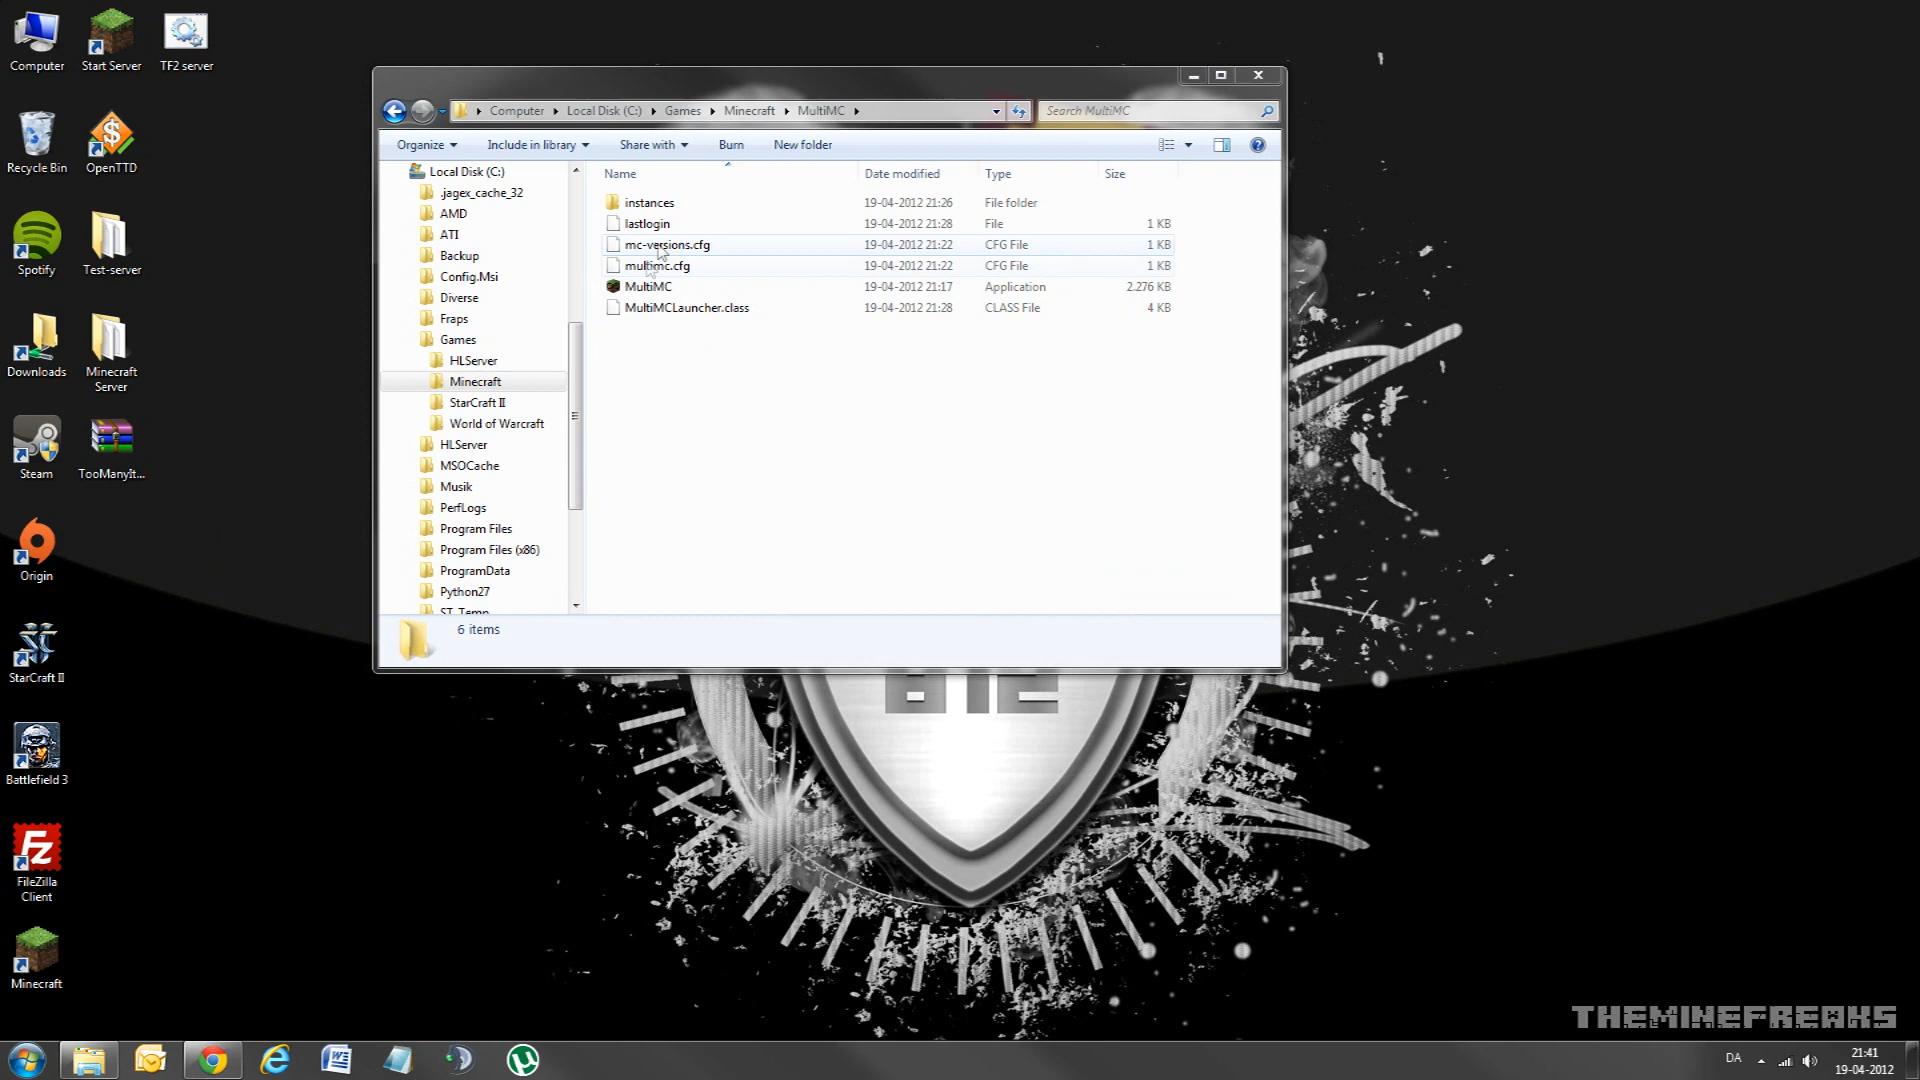 Computer
Start Server
TF2 server
Recycle Bin
OpenTTD
Spotify
Test-server
Downloads
Minecraft
Server
Steam
TooManyIt...
Origin
StarCraft II
Battlefield 3
FileZilla
Client
Minecraft
Computer
Local Disk (C:)
Games
Minecraft
MultiMC
Search MultiMC
Organize
Include in library
Share with
Burn
New folder
Local Disk (C:)
.jagex_cache_32
AMD
ATI
Backup
Config.Msi
Diverse
Fraps
Games
HLServer
Minecraft
StarCraft II
World of Warcraft
HLServer
MSOCache
Musik
PerfLogs
Program Files
Program Files (x86)
ProgramData
Python27
ST_Temp
Name Date modified Type Size
instances 19-04-2012 21:26 File folder
lastlogin 19-04-2012 21:28 File 1 KB
mc-versions.cfg 19-04-2012 21:22 CFG File 1 KB
multimc.cfg 19-04-2012 21:22 CFG File 1 KB
MultiMC 19-04-2012 21:17 Application 2.276 KB
MultiMCLauncher.class 19-04-2012 21:28 CLASS File 4 KB
6 items
THEMINEFREAKS
DA
21:41
19-04-2012